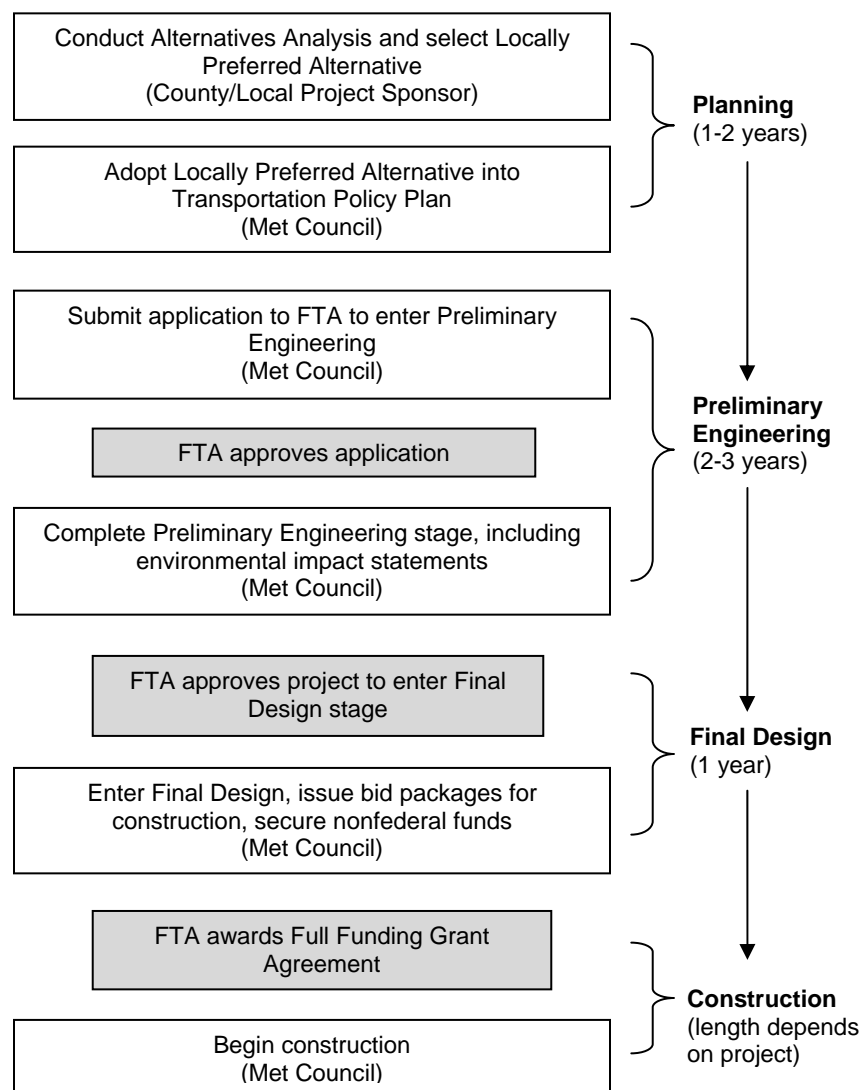 Conduct Alternatives Analysis and select Locally
Preferred Alternative
(County/Local Project Sponsor)
Planning
(1-2 years)
Adopt Locally Preferred Alternative into
Transportation Policy Plan
(Met Council)
Submit application to FTA to enter Preliminary
Engineering
(Met Council)
FTA approves application
Preliminary
Engineering
(2-3 years)
Complete Preliminary Engineering stage, including
environmental impact statements
(Met Council)
FTA approves project to enter Final
Design stage
Final Design
(1 year)
Enter Final Design, issue bid packages for
construction, secure nonfederal funds
(Met Council)
FTA awards Full Funding Grant
Agreement
Construction
(length depends
on project)
Begin construction
(Met Council)